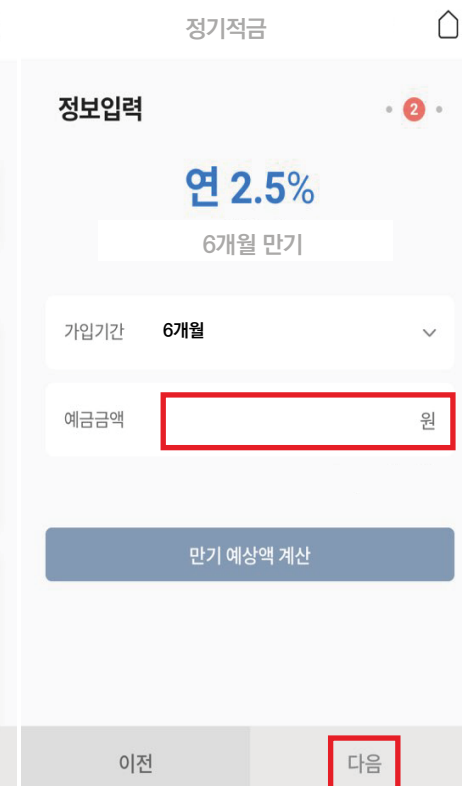 정기적금
정보입력
2
연 2.5%
6개월 만기
가입기간 6개월
예금금액 원
만기 예상액 계산
이전 다음